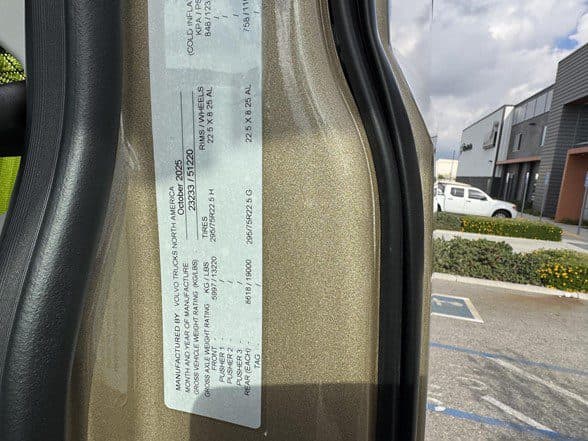 MANUFACTURED BY : VOLVO TRUCKS NORTH AMERICA
MONTH AND YEAR OF MANUFACTURE October 2025
GROSS VEHICLE WEIGHT RATING (KG/LBS) 23233 / 51220
GROSS AXLE WEIGHT RATING KG / LBS TIRES RIMS / WHEELS (COLD INFLA KPA / PS
FRONT 5997 / 13220 295/75R22.5 H 22.5 X 8.25 AL
PUSHER 1 - /
PUSHER 2 - /
PUSHER 3 - /
REAR (EACH) - 8618 / 19000 295/75R22.5 G 22.5 X 8.25 AL
TAG /